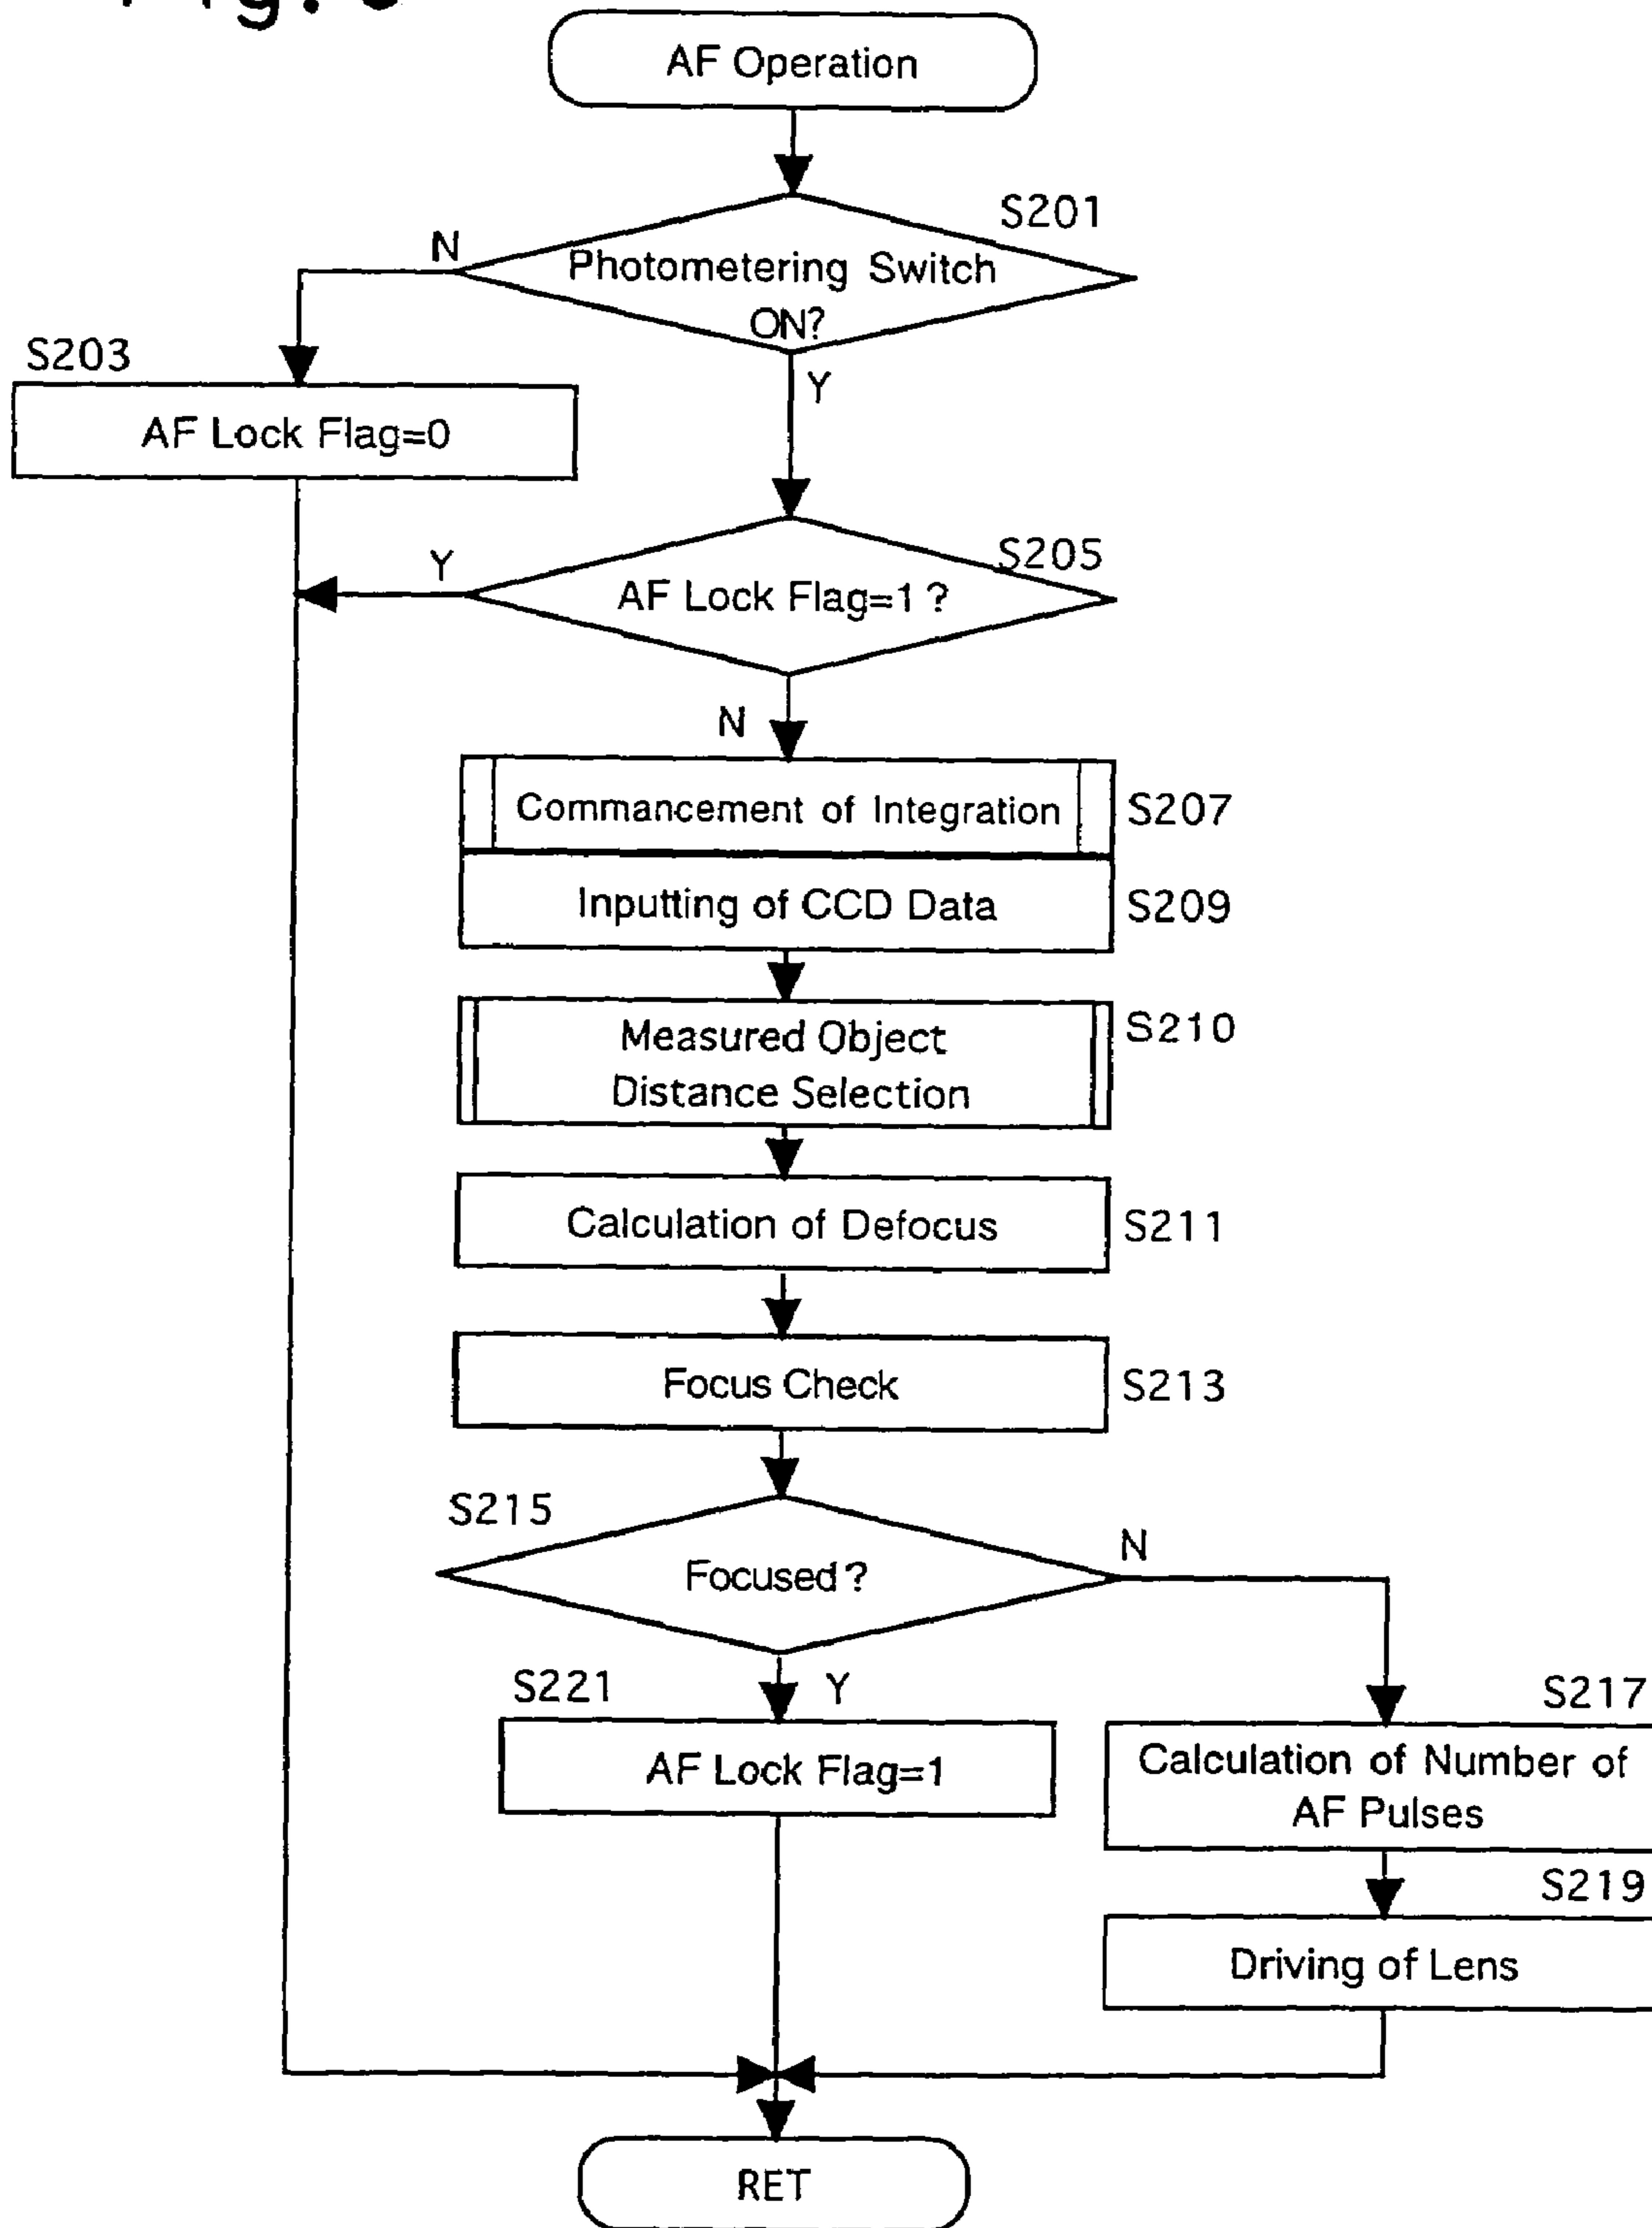 AF Operation
S201
N
Photometering Switch
ON?
Y
S203
AF Lock Flag=0
S205
Y
AF Lock Flag=1?
N
Commancement of Integration
S207
Inputting of CCD Data
S209
Measured Object
Distance Selection
S210
Calculation of Defocus
S211
Focus Check
S213
S215
Focused?
N
Y
S221
AF Lock Flag=1
S217
Calculation of Number of
AF Pulses
S219
Driving of Lens
RET